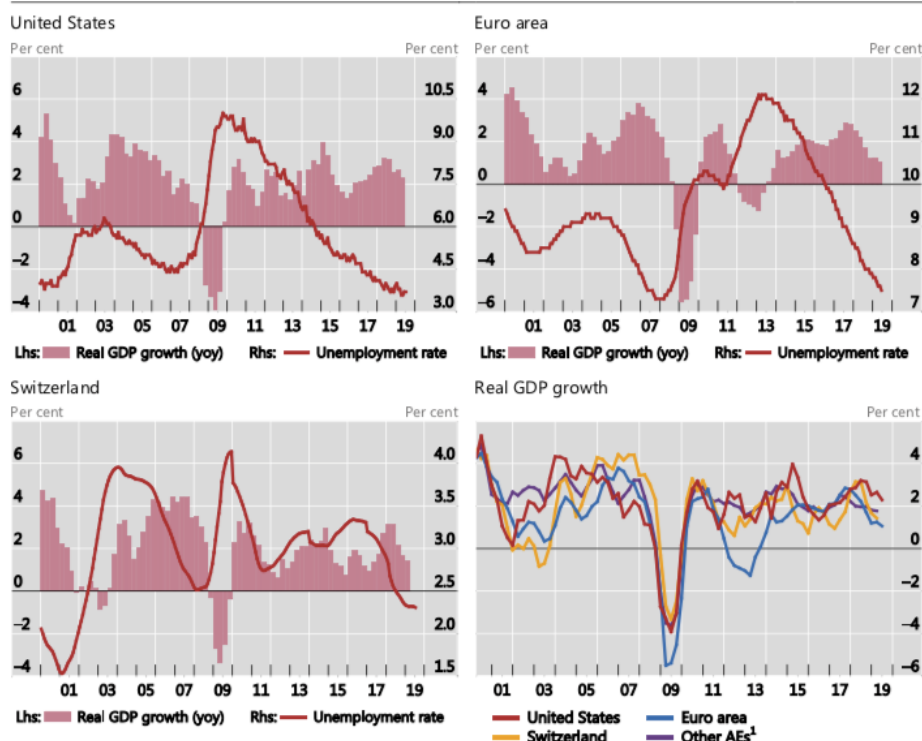 United States
Per cent Per cent
6 10.5
4 9.0
2 7.5
0 6.0
−2 4.5
−4 3.0
01 03 05 07 09 11 13 15 17 19
Lhs: Real GDP growth (yoy) Rhs: Unemployment rate
Euro area
Per cent Per cent
4 12
2 11
0 10
−2 9
−4 8
−6 7
01 03 05 07 09 11 13 15 17 19
Lhs: Real GDP growth (yoy) Rhs: Unemployment rate
Switzerland
Per cent Per cent
6 4.0
4 3.5
2 3.0
0 2.5
−2 2.0
−4 1.5
01 03 05 07 09 11 13 15 17 19
Lhs: Real GDP growth (yoy) Rhs: Unemployment rate
Real GDP growth
Per cent
4
2
0
−2
−4
−6
01 03 05 07 09 11 13 15 17 19
United States Euro area
Switzerland Other AEs¹